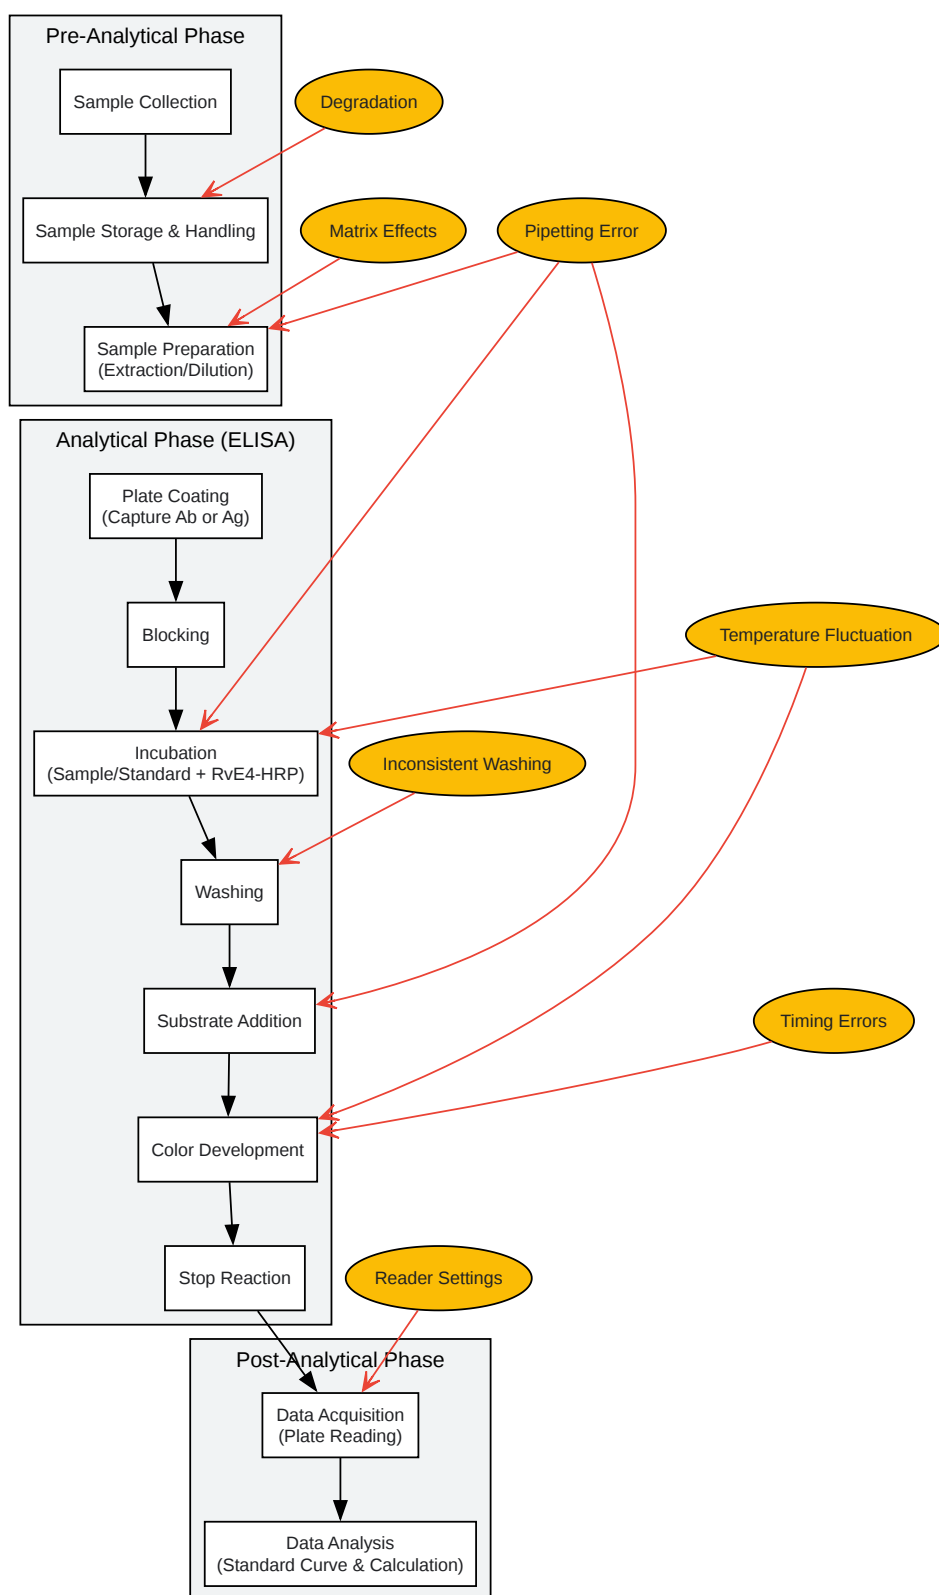 Pre-Analytical Phase
Sample Collection
Degradation
Sample Storage & Handling
Matrix Effects
Pipetting Error
Sample Preparation
(Extraction/Dilution)
Analytical Phase (ELISA)
Plate Coating
(Capture Ab or Ag)
Blocking
Temperature Fluctuation
Incubation
(Sample/Standard + RvE4-HRP)
Inconsistent Washing
Washing
Substrate Addition
Timing Errors
Color Development
Stop Reaction
Reader Settings
Post-Analytical Phase
Data Acquisition
(Plate Reading)
Data Analysis
(Standard Curve & Calculation)